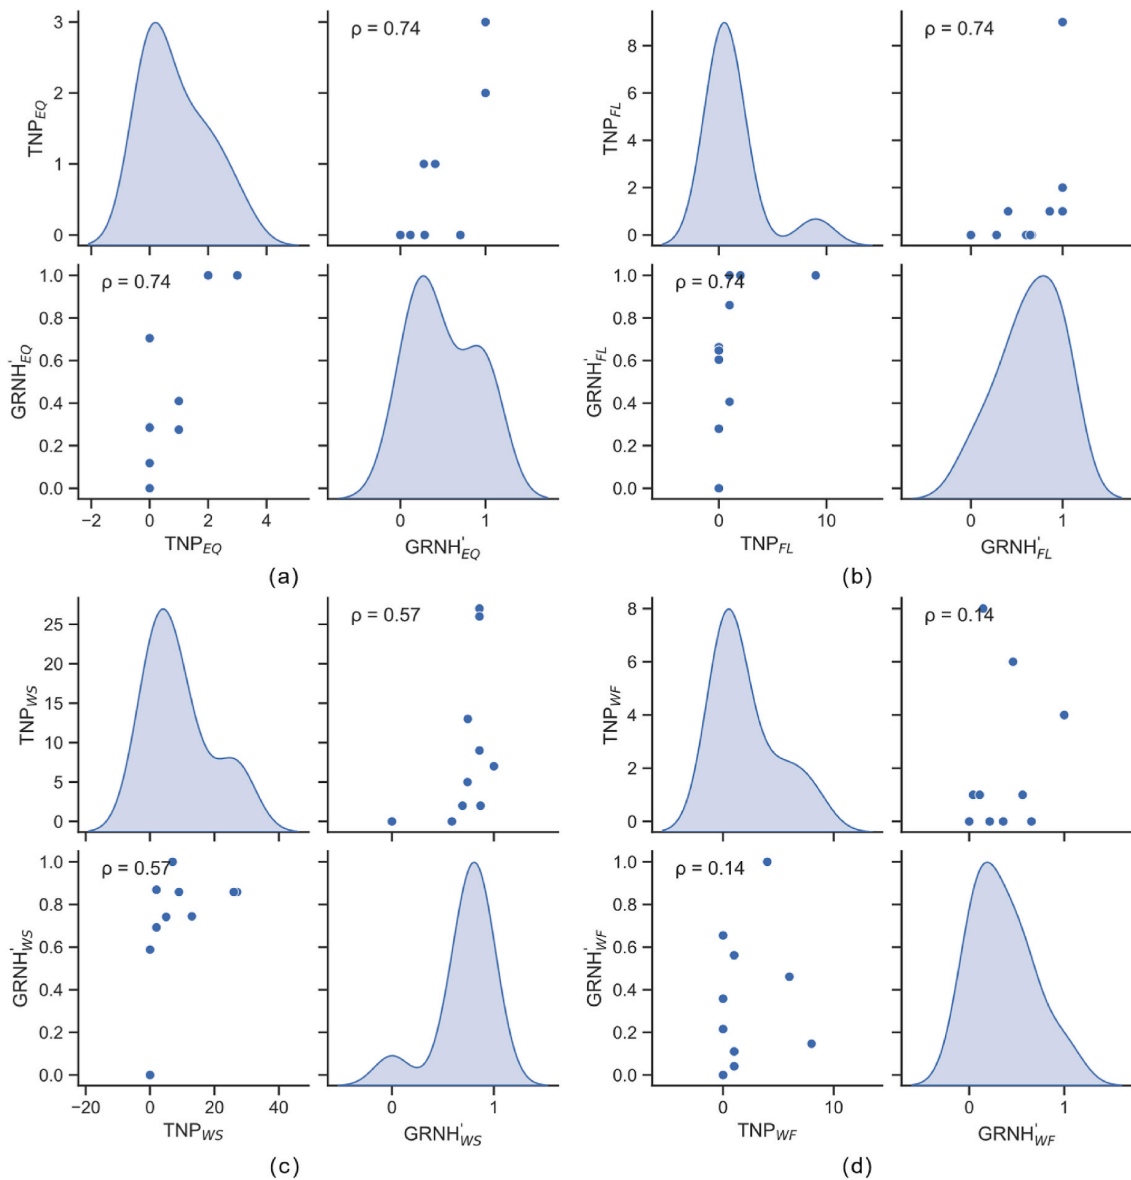 3
2
1
0
TNP_EQ
ρ = 0.74
1.0
0.8
0.6
0.4
0.2
0.0
GRNH'_EQ
ρ = 0.74
−2 0 2 4
TNP_EQ
0 1
GRNH'_EQ
(a)
8
6
4
2
0
TNP_FL
ρ = 0.74
1.0
0.8
0.6
0.4
0.2
0.0
GRNH'_FL
ρ = 0.74
0 10
TNP_FL
0 1
GRNH'_FL
(b)
25
20
15
10
5
0
TNP_WS
ρ = 0.57
1.0
0.8
0.6
0.4
0.2
0.0
GRNH'_WS
ρ = 0.57
−20 0 20 40
TNP_WS
0 1
GRNH'_WS
(c)
8
6
4
2
0
TNP_WF
ρ = 0.14
1.0
0.8
0.6
0.4
0.2
0.0
GRNH'_WF
ρ = 0.14
0 10
TNP_WF
0 1
GRNH'_WF
(d)